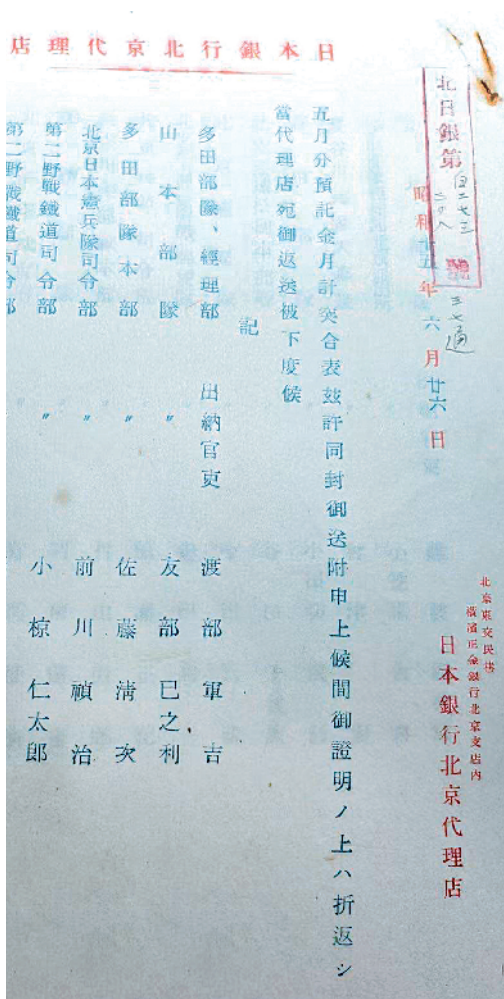 日本銀行北京代理店
北日銀第
三七通
昭和十五年六月廿六日
北京東交民巷
橫濱正金銀行北京支店内
日本銀行北京代理店
五月分預託金月計突合表玆許同封御送附申上候間御證明ノ上ハ折返シ
當代理店宛御返送被下度候
記
多田部隊、經理部 出納官吏 渡部軍吉
山本部隊 〃 友部巳之利
多田部隊本部 〃 佐藤淸次
北京日本憲兵隊司令部 〃 前川禎治
第二野戰鐵道司令部 〃 小椋仁太郎
第二野戰鐵道司令部